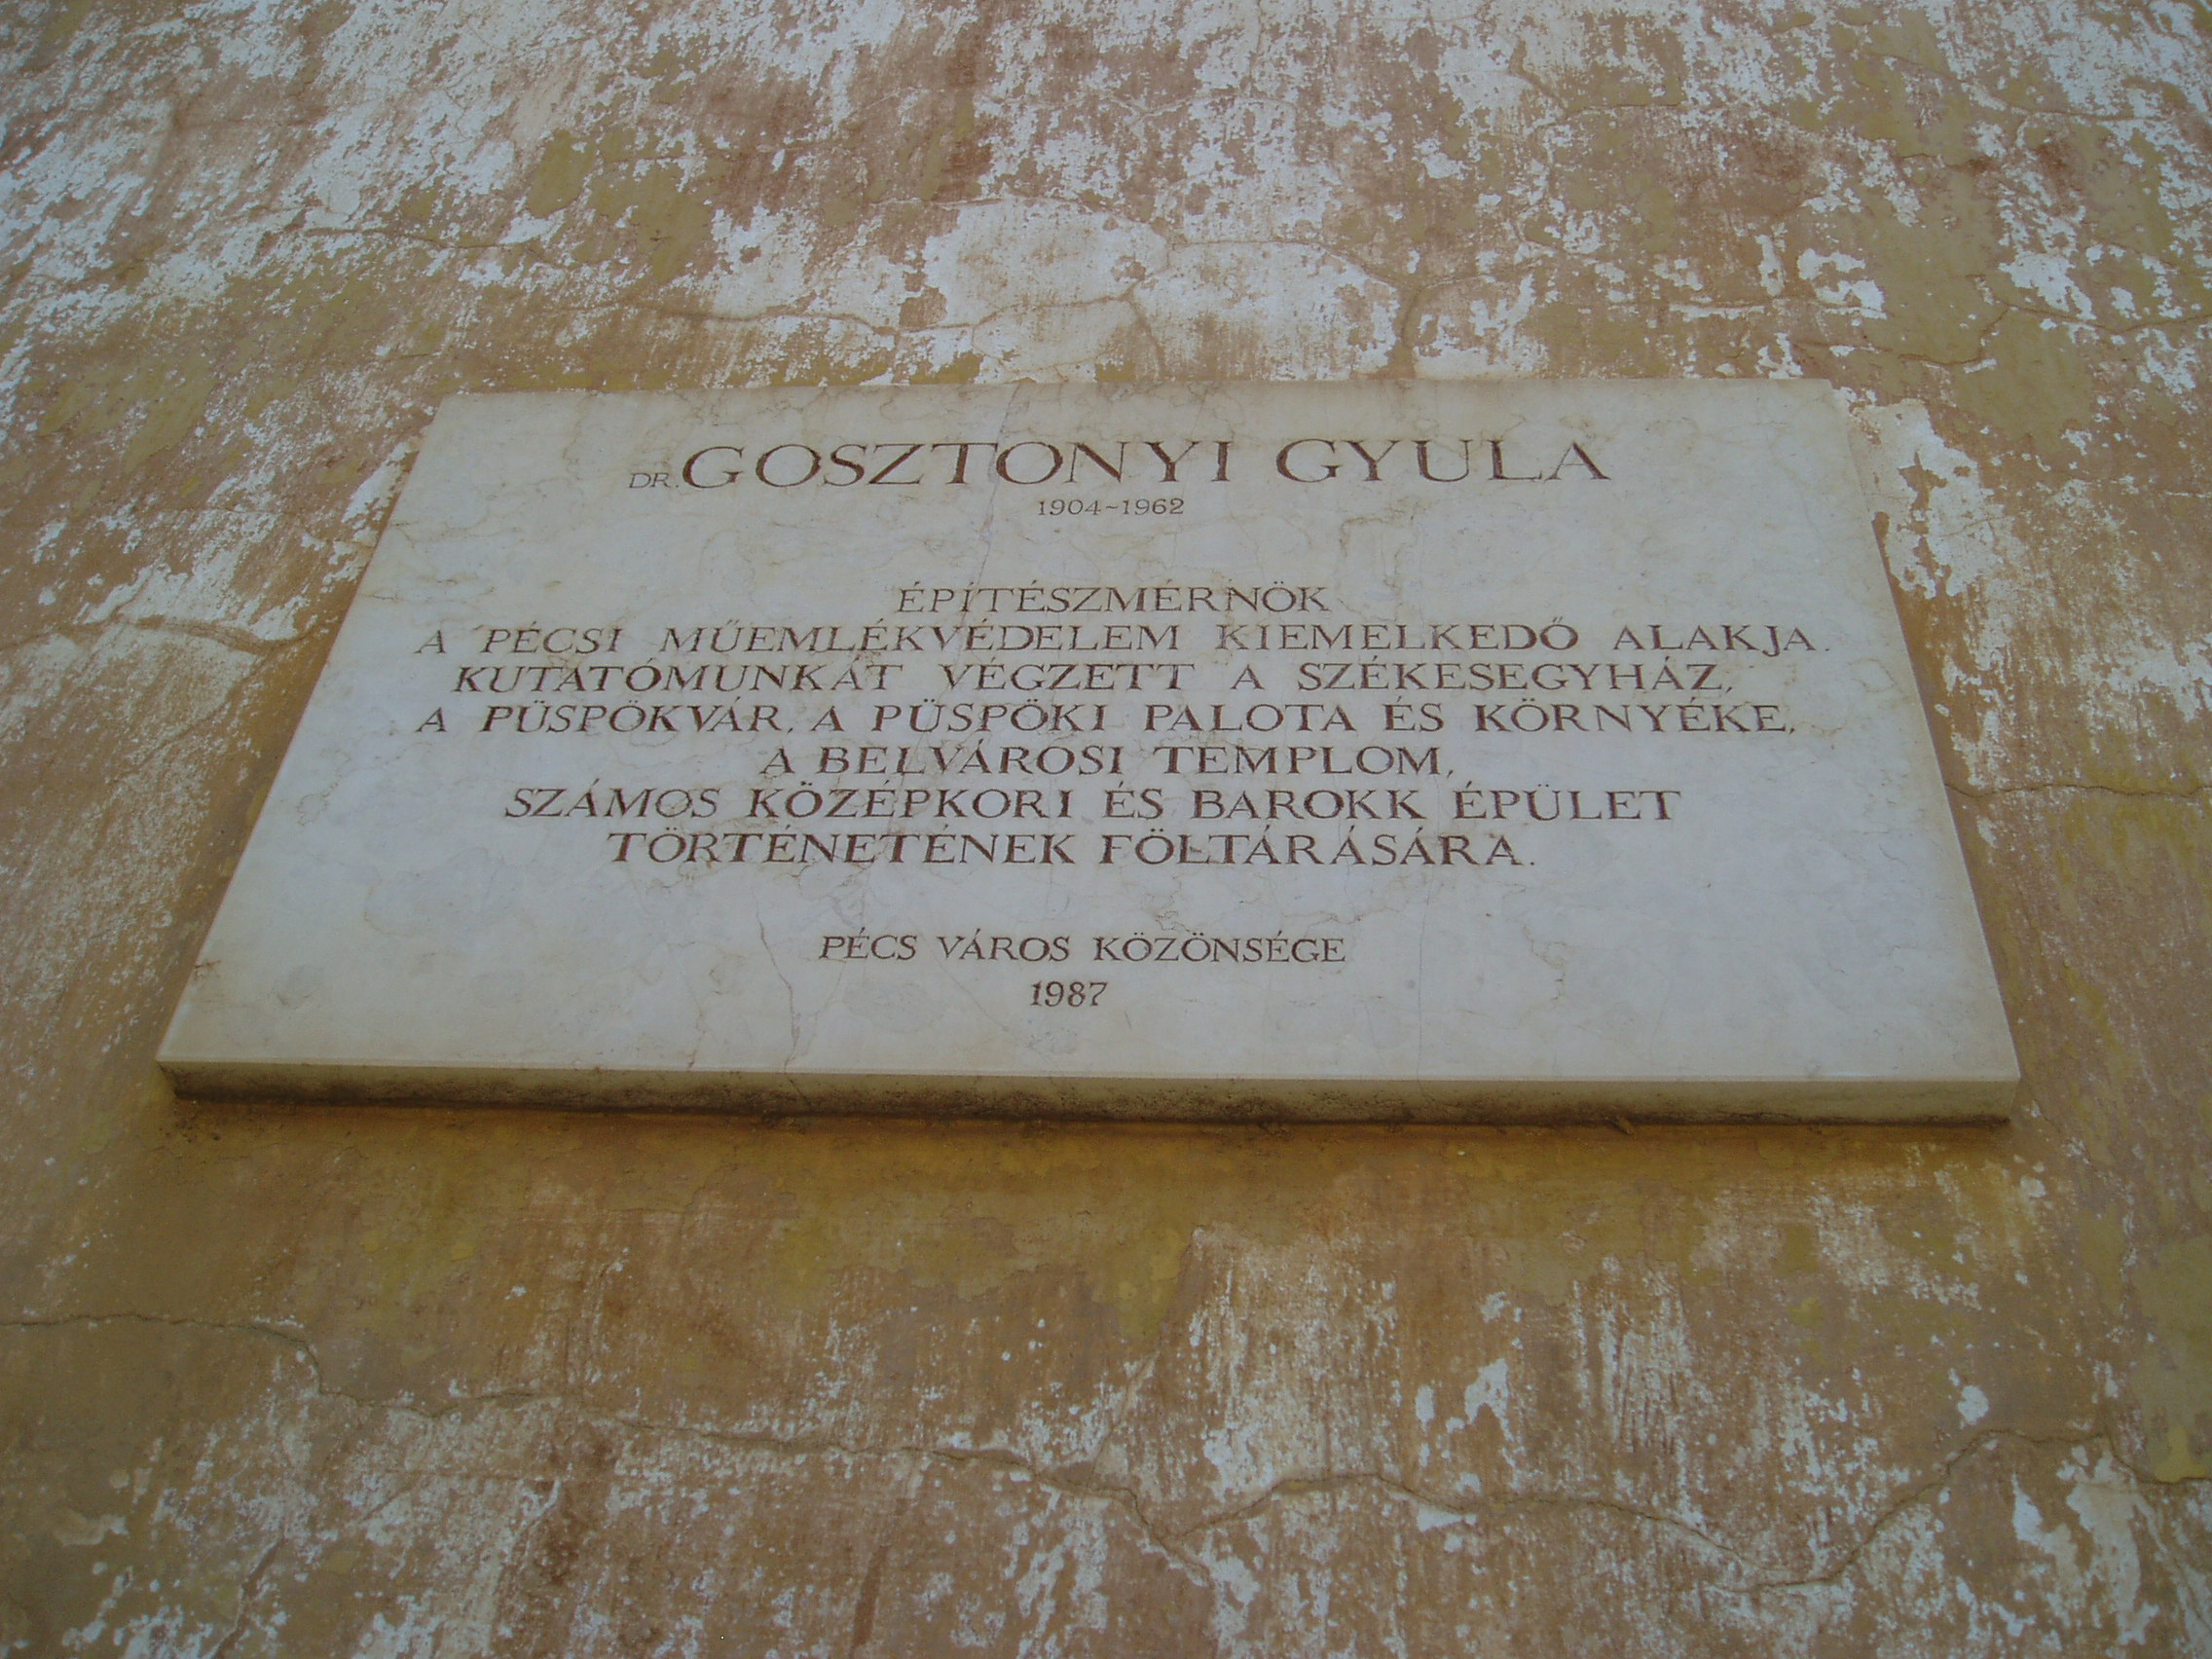 DR. GOSZTONYI GYULA
1904-1962
ÉPÍTÉSZMÉRNÖK
A PÉCSI MŰEMLÉKVÉDELEM KIEMELKEDŐ ALAKJA.
KUTATÓMUNKÁT VÉGZETT A SZÉKESEGYHÁZ,
A PÜSPÖKVÁR, A PÜSPÖKI PALOTA ÉS KÖRNYÉKE,
A BELVÁROSI TEMPLOM,
SZÁMOS KÖZÉPKORI ÉS BAROKK ÉPÜLET
TÖRTÉNETÉNEK FÖLTÁRÁSÁRA.
PÉCS VÁROS KÖZÖNSÉGE
1987